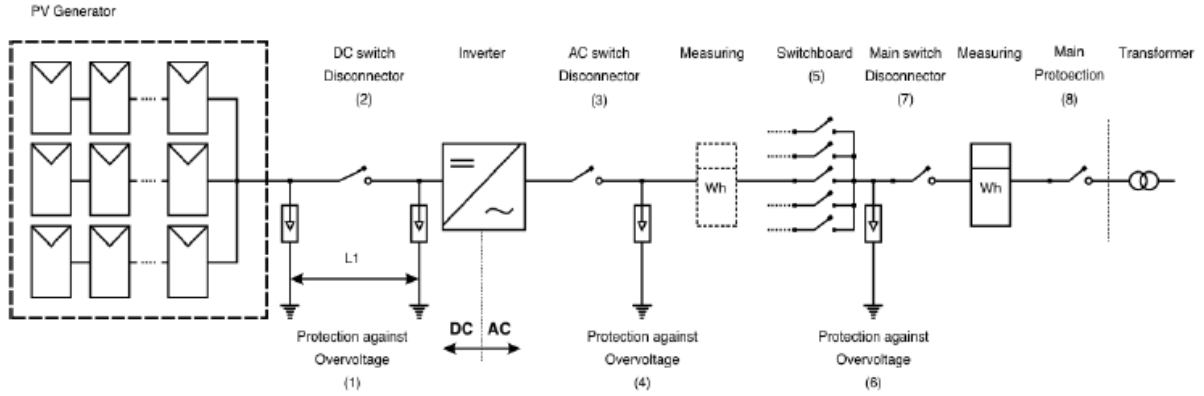 PV Generator
DC switch
Disconnector
(2)
Inverter
AC switch
Disconnector
(3)
Measuring
Switchboard
(5)
Main switch
Disconnector
(7)
Measuring
Main
Protoection
(8)
Transformer
Wh
Wh
L1
DC
AC
Protection against
Overvoltage
(1)
Protection against
Overvoltage
(4)
Protection against
Overvoltage
(6)